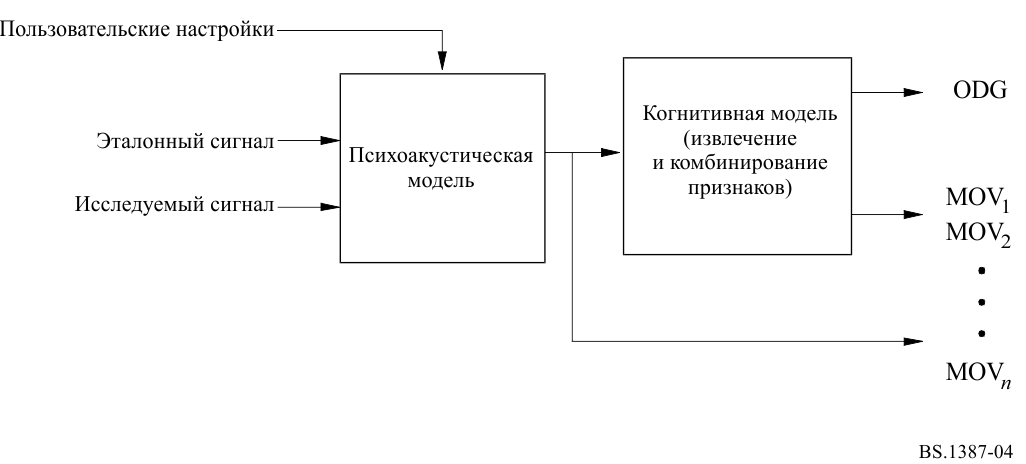 Пользовательские настройки
Эталонный сигнал
Исследуемый сигнал
Психоакустическая
модель
Когнитивная модель
(извлечение
и комбинирование
признаков)
ODG
MOV1
MOV2
MOVn
BS.1387-04